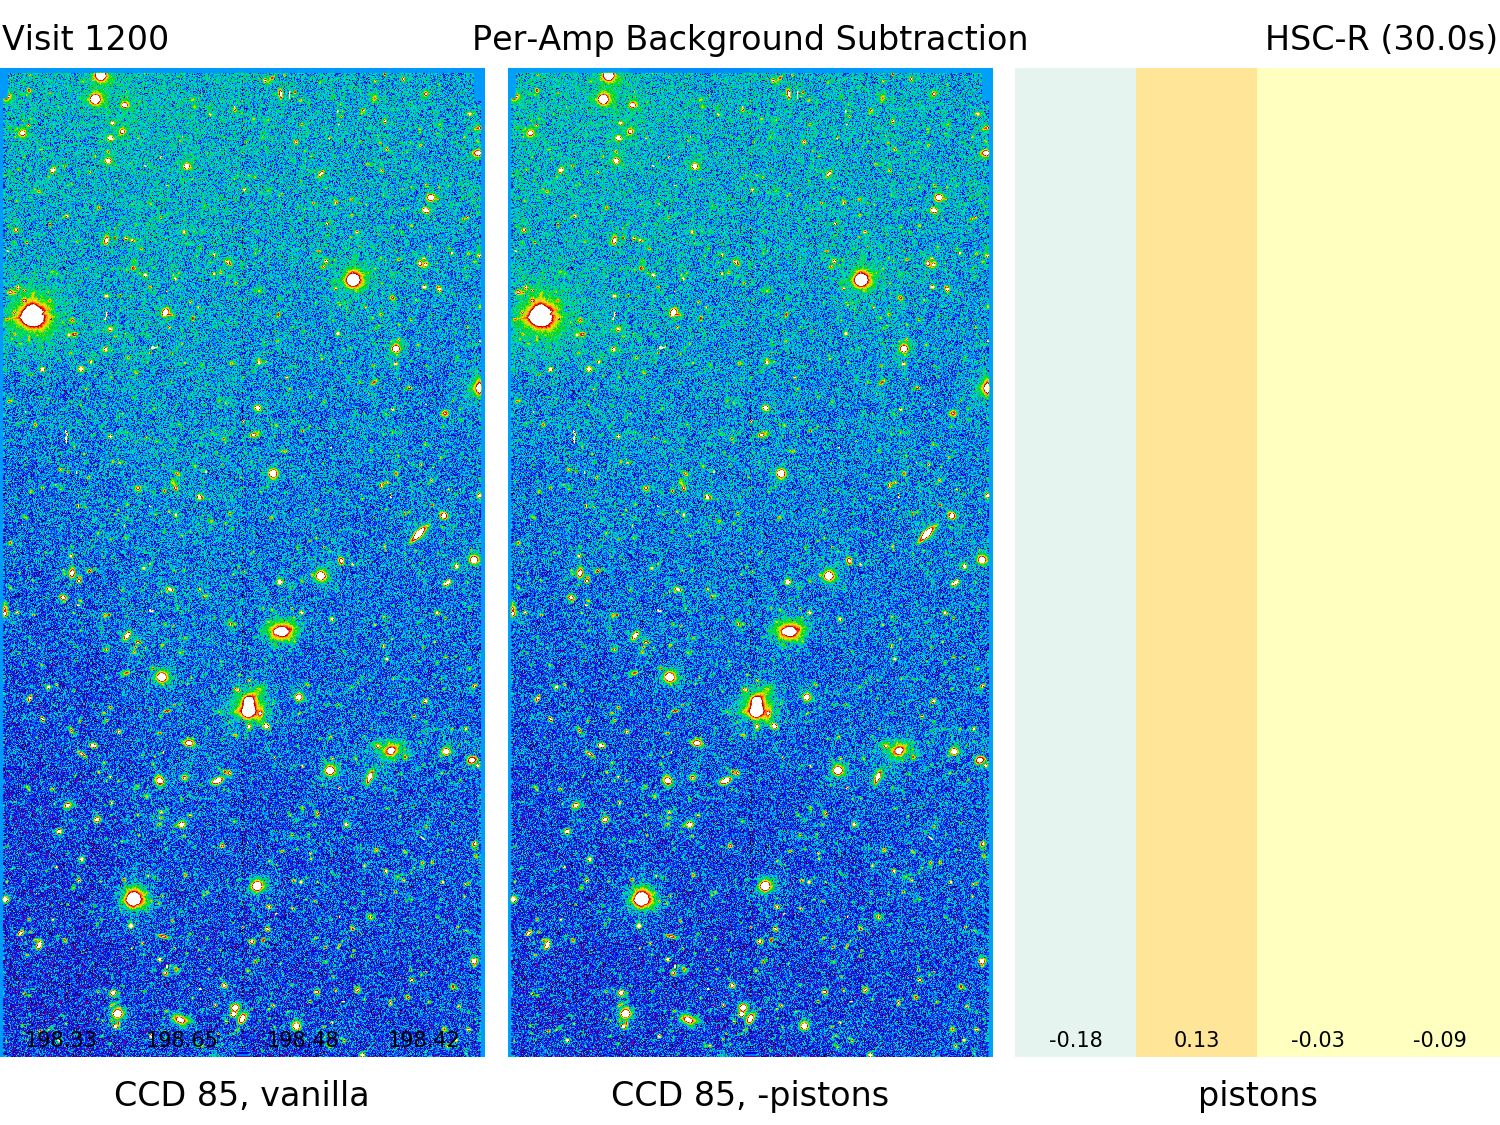 Visit 1200 Per-Amp Background Subtraction HSC-R (30.0s)
198.33 198.65 198.48 198.42 -0.18 0.13 -0.03 -0.09
CCD 85, vanilla CCD 85, -pistons pistons